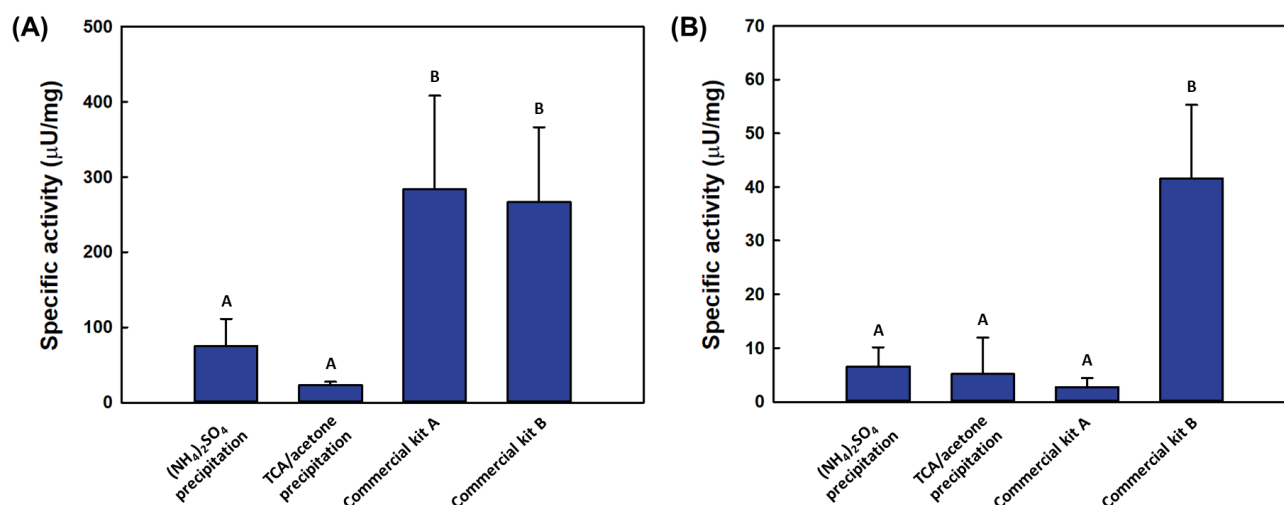 (A)
Specific activity (μU/mg)
500
400
300
200
100
0
A
A
B
B
(NH₄)₂SO₄
precipitation
TCA/acetone
precipitation
Commercial kit A
Commercial kit B
(B)
Specific activity (μU/mg)
70
60
50
40
30
20
10
0
A
A
A
B
(NH₄)₂SO₄
precipitation
TCA/acetone
precipitation
Commercial kit A
Commercial kit B